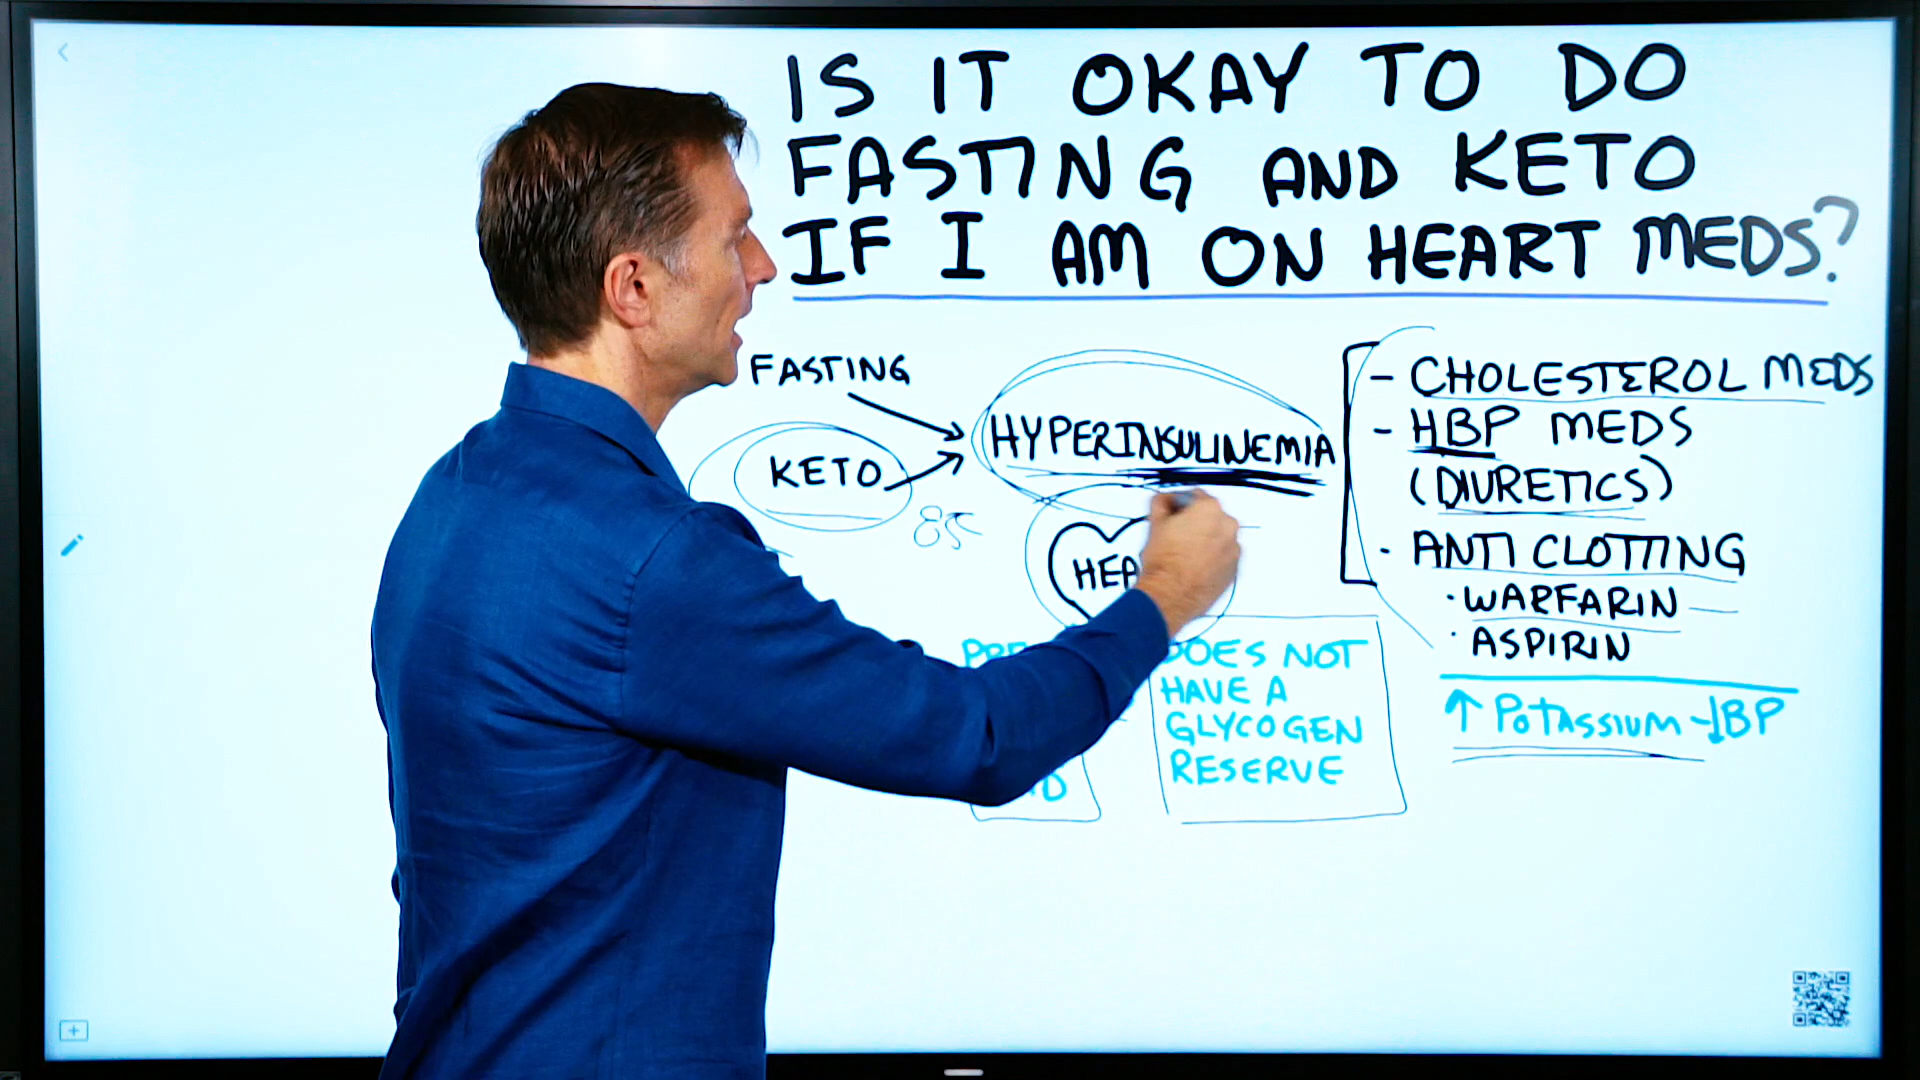 IS IT OKAY TO DO
FASTING AND KETO
IF I AM ON HEART MEDS?
FASTING
KETO
85
HYPERINSULINEMIA
- CHOLESTEROL MEDS
- HBP MEDS
(DIURETICS)
- ANTI CLOTTING
· WARFARIN
· ASPIRIN
↑ POTASSIUM - ↓BP
DOES NOT
HAVE A
GLYCOGEN
RESERVE